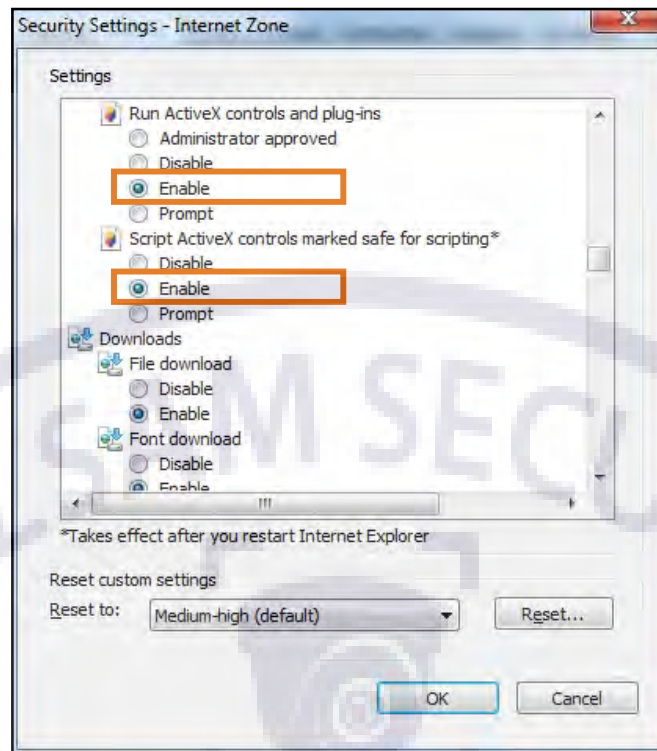 Security Settings - Internet Zone
Settings
Run ActiveX controls and plug-ins
Administrator approved
Disable
Enable
Prompt
Script ActiveX controls marked safe for scripting*
Disable
Enable
Prompt
Downloads
File download
Disable
Enable
Font download
Disable
Enable
*Takes effect after you restart Internet Explorer
Reset custom settings
Reset to:
Medium-high (default)
Reset...
OK
Cancel